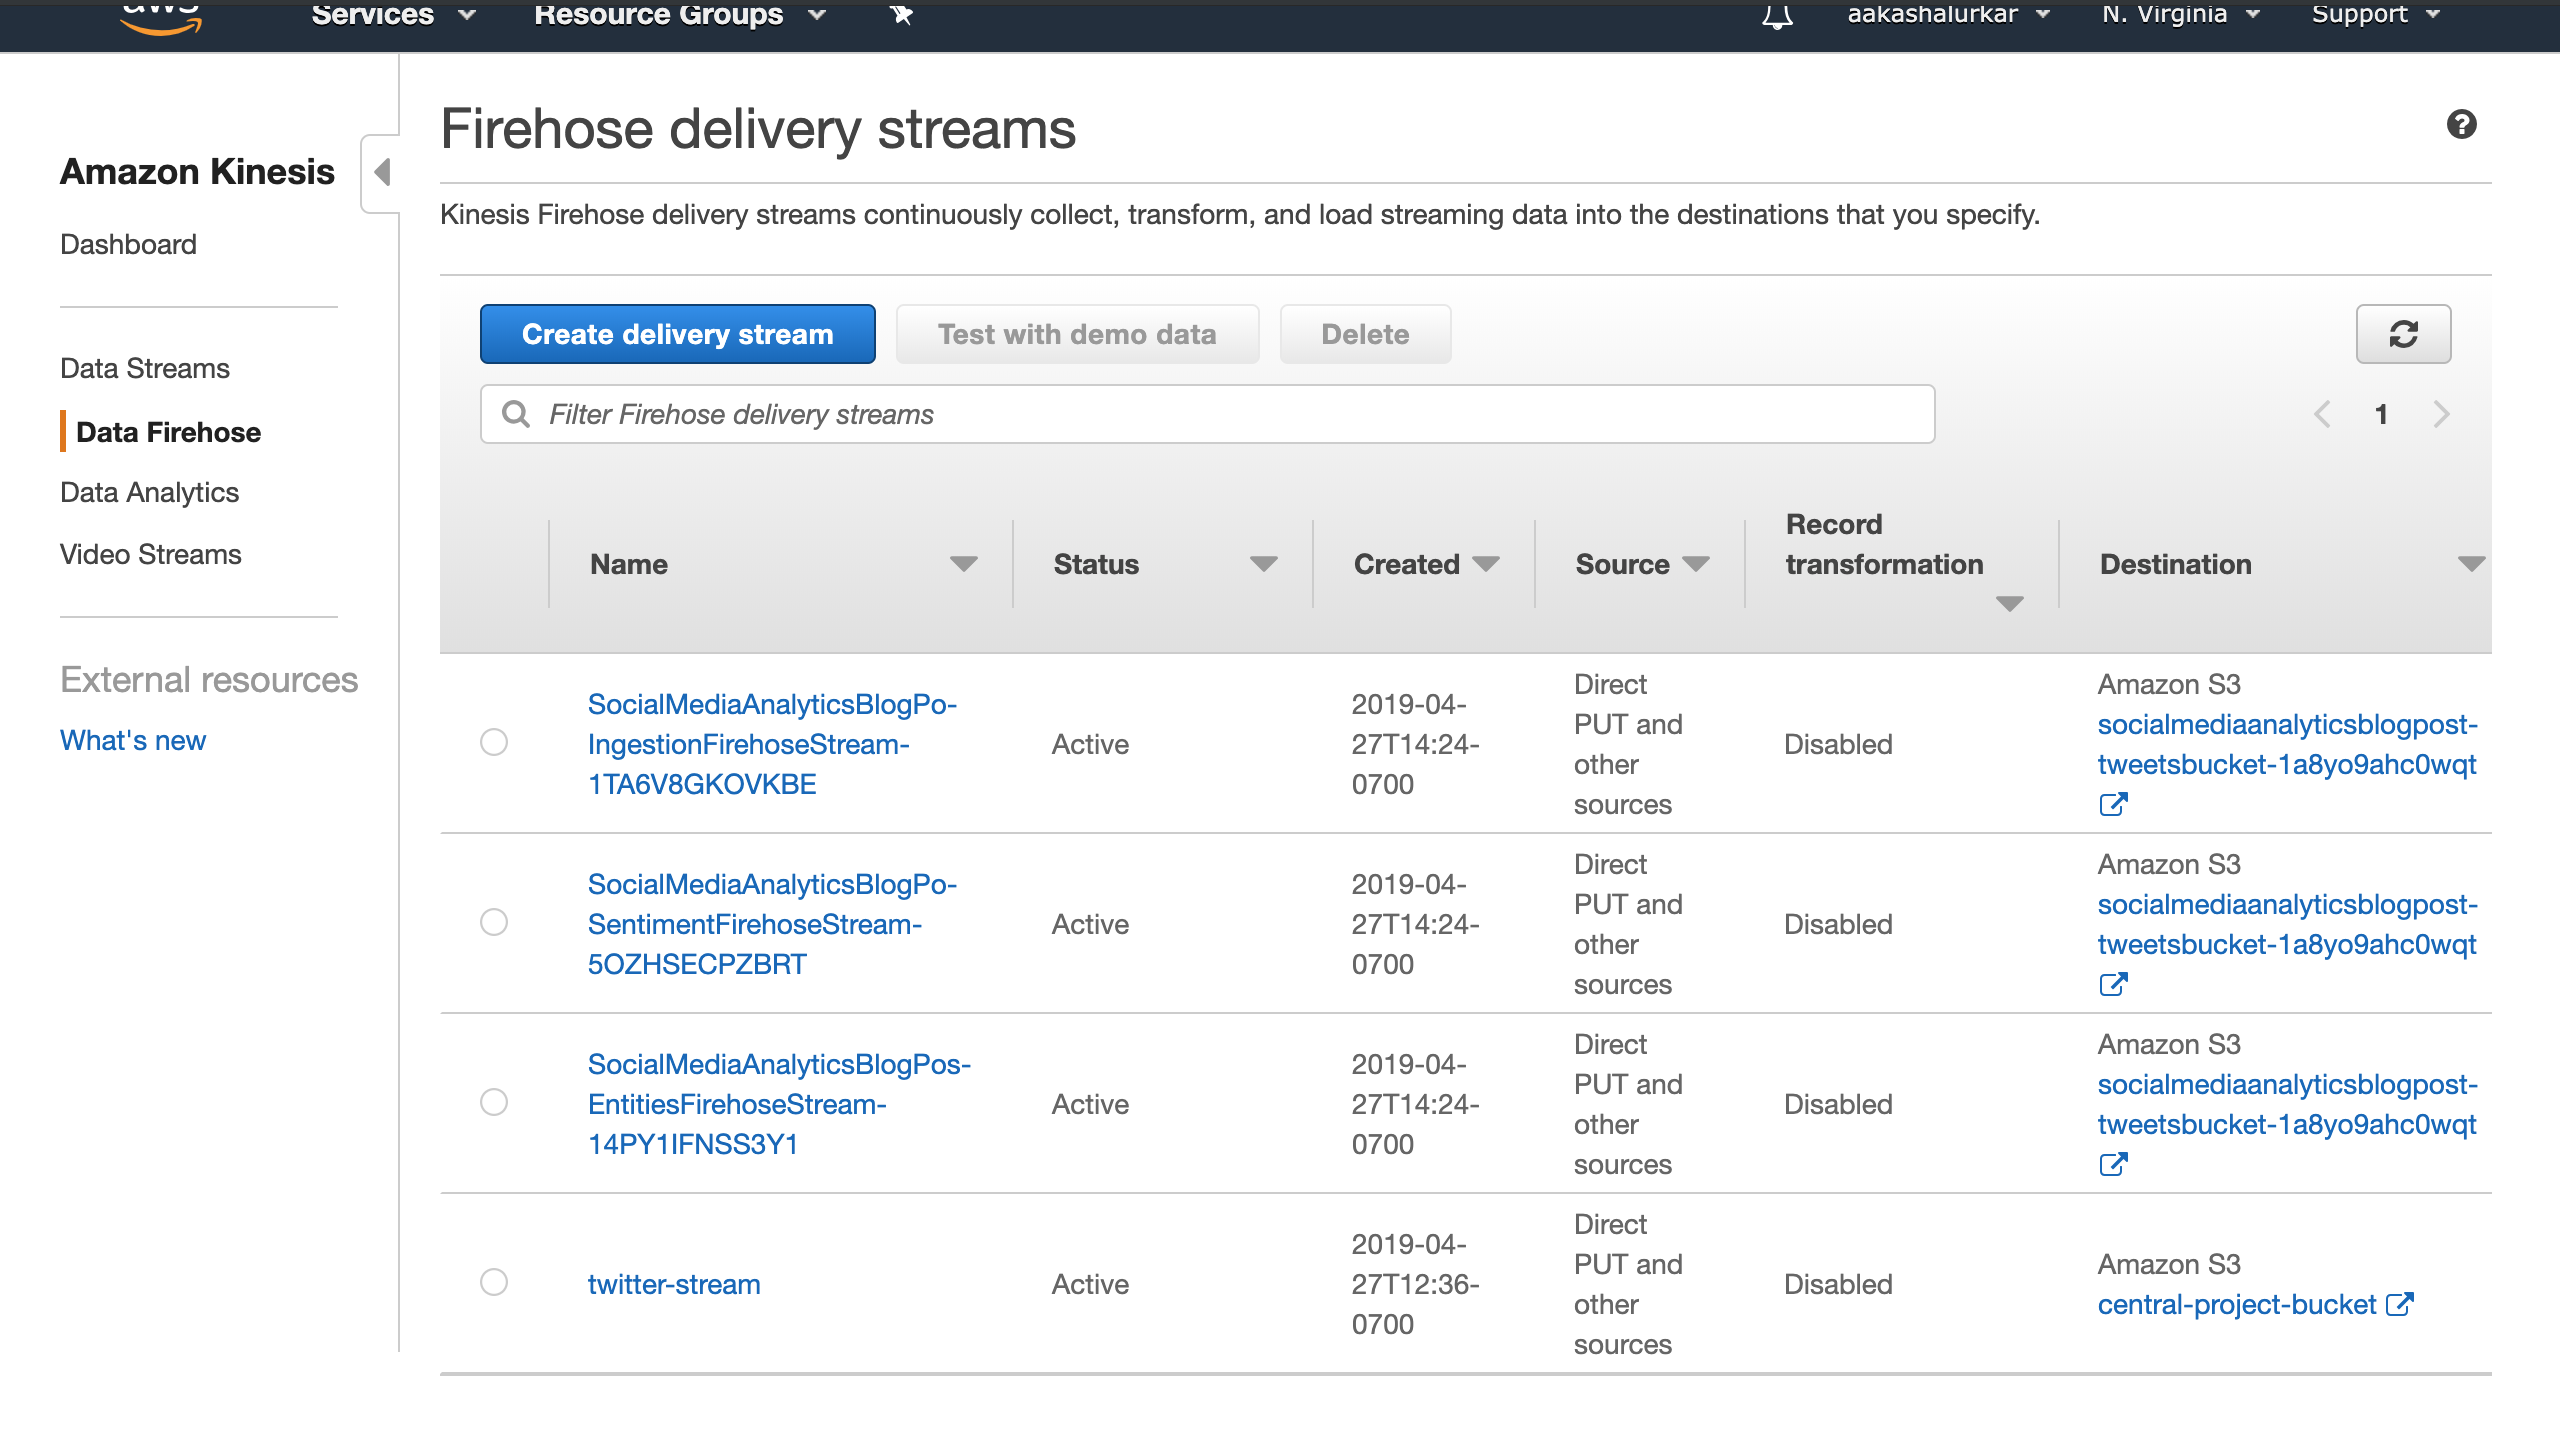 aws Services Resource Groups aakashalurkar N. Virginia Support
Amazon Kinesis
Dashboard
Data Streams
Data Firehose
Data Analytics
Video Streams
External resources
What's new
Firehose delivery streams
Kinesis Firehose delivery streams continuously collect, transform, and load streaming data into the destinations that you specify.
Create delivery stream Test with demo data Delete
Filter Firehose delivery streams
1
Name Status Created Source Record transformation Destination
SocialMediaAnalyticsBlogPo-
IngestionFirehoseStream-
1TA6V8GKOVKBE
Active
2019-04-
27T14:24-
0700
Direct
PUT and
other
sources
Disabled
Amazon S3
socialmediaanalyticsblogpost-
tweetsbucket-1a8yo9ahc0wqt
SocialMediaAnalyticsBlogPo-
SentimentFirehoseStream-
5OZHSECPZBRT
Active
2019-04-
27T14:24-
0700
Direct
PUT and
other
sources
Disabled
Amazon S3
socialmediaanalyticsblogpost-
tweetsbucket-1a8yo9ahc0wqt
SocialMediaAnalyticsBlogPos-
EntitiesFirehoseStream-
14PY1IFNSS3Y1
Active
2019-04-
27T14:24-
0700
Direct
PUT and
other
sources
Disabled
Amazon S3
socialmediaanalyticsblogpost-
tweetsbucket-1a8yo9ahc0wqt
twitter-stream
Active
2019-04-
27T12:36-
0700
Direct
PUT and
other
sources
Disabled
Amazon S3
central-project-bucket